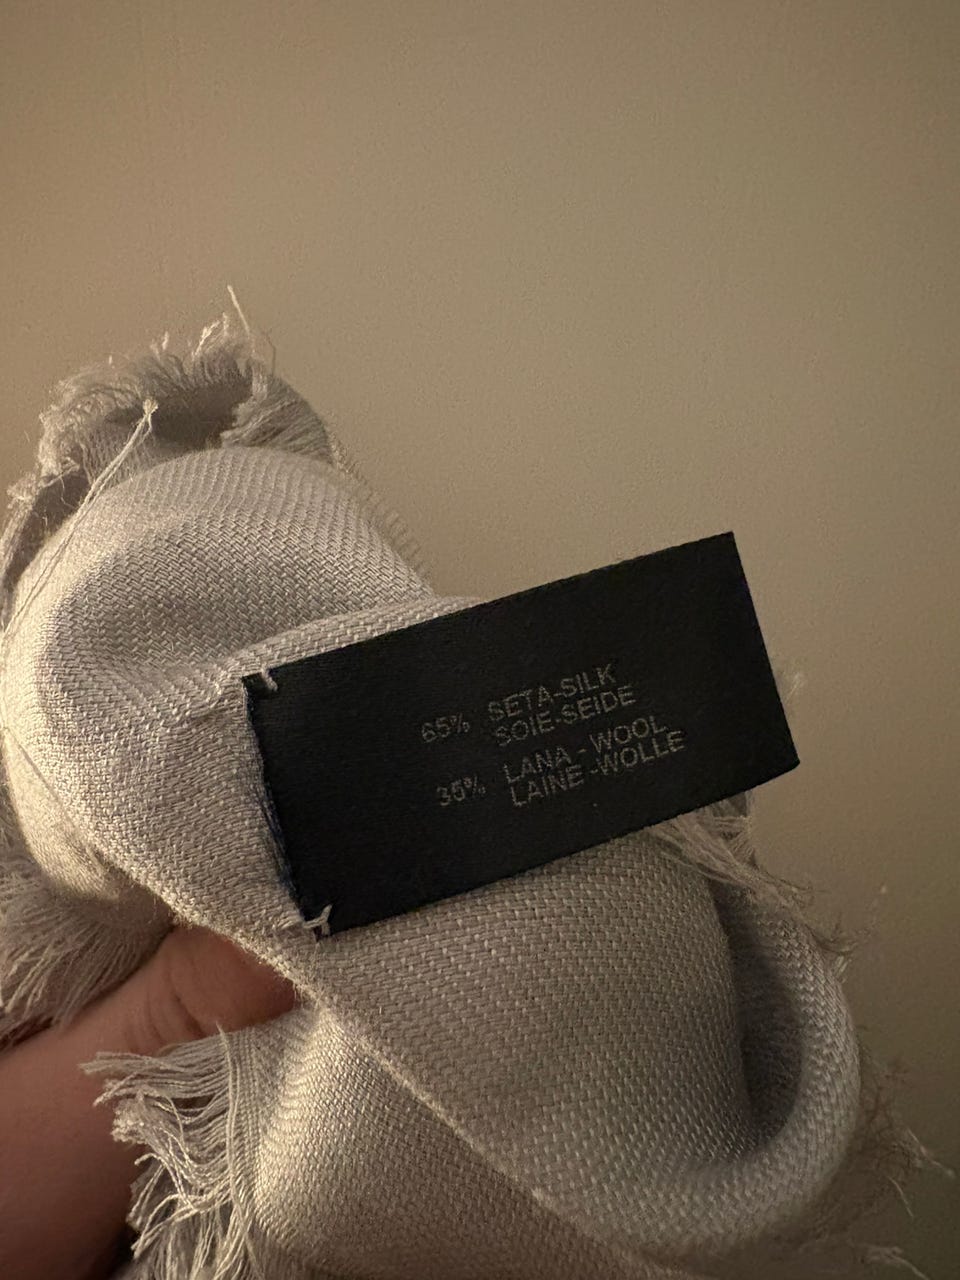 65% SETA-SILK
SOIE-SEIDE
35% LANA - WOOL
LAINE -WOLLE